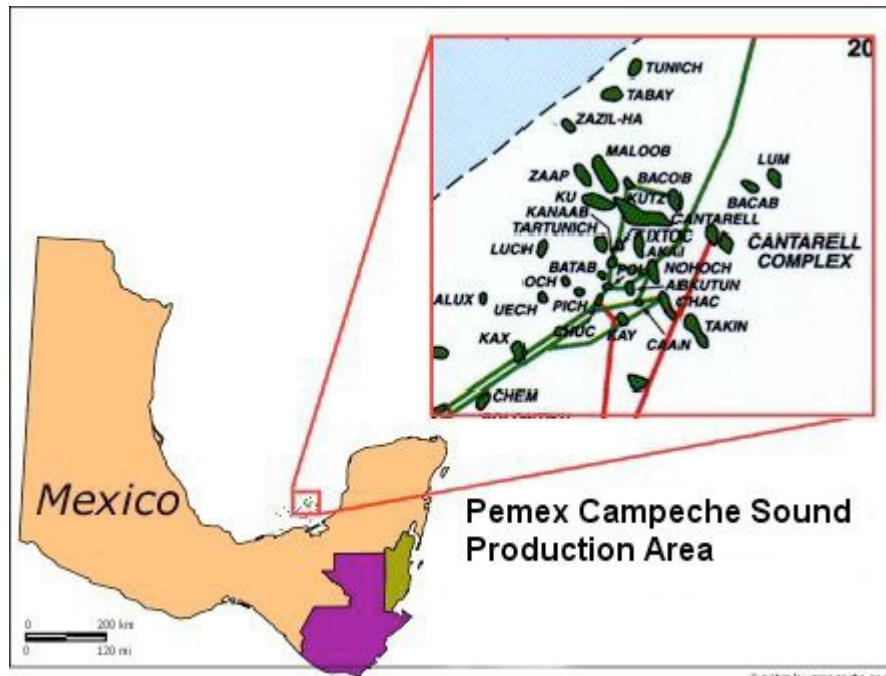 20
TUNICH
TABAY
ZAZIL-HA
MALOOB
LUM
ZAAP
BACOB
KU
KUTZ
BACAB
KANAAB
CANTARELL
TARTUNICH
IXTOC
CANTARELL
COMPLEX
LUCH
AKAL
BATAB
POL
NOHOCH
OCH
ABKUTUN
ALUX
UECH
PICH
CHAC
CHUC
KAY
TAKIN
KAX
CAAN
CHEM
Mexico
Pemex Campeche Sound
Production Area
0
200 km
0
120 mi